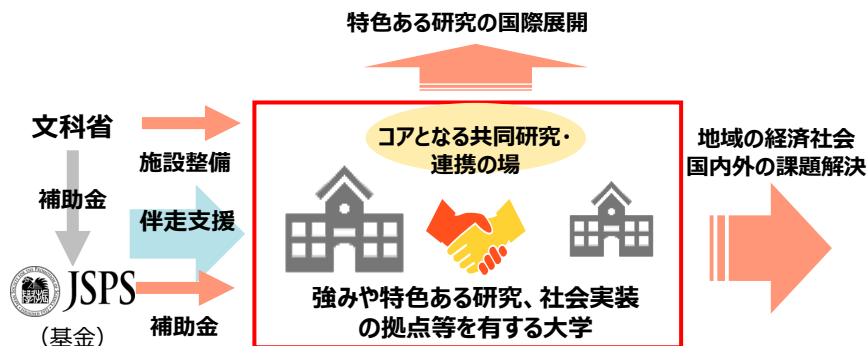 特色ある研究の国際展開
文科省
施設整備
補助金
伴走支援
JSPS
(基金)
補助金
コアとなる共同研究・
連携の場
強みや特色ある研究、社会実装
の拠点等を有する大学
地域の経済社会
国内外の課題解決